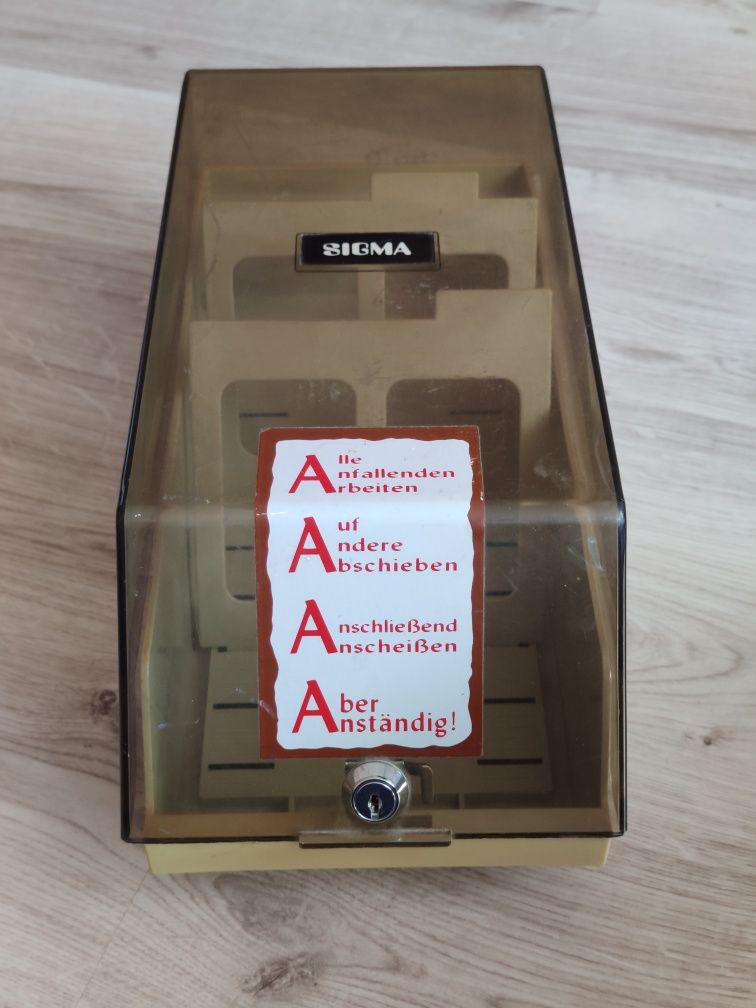 SIGMA
Alle
Anfallenden
Arbeiten
Auf
Andere
Abschieben
Anschließend
Anscheißen
Aber
Anständig!